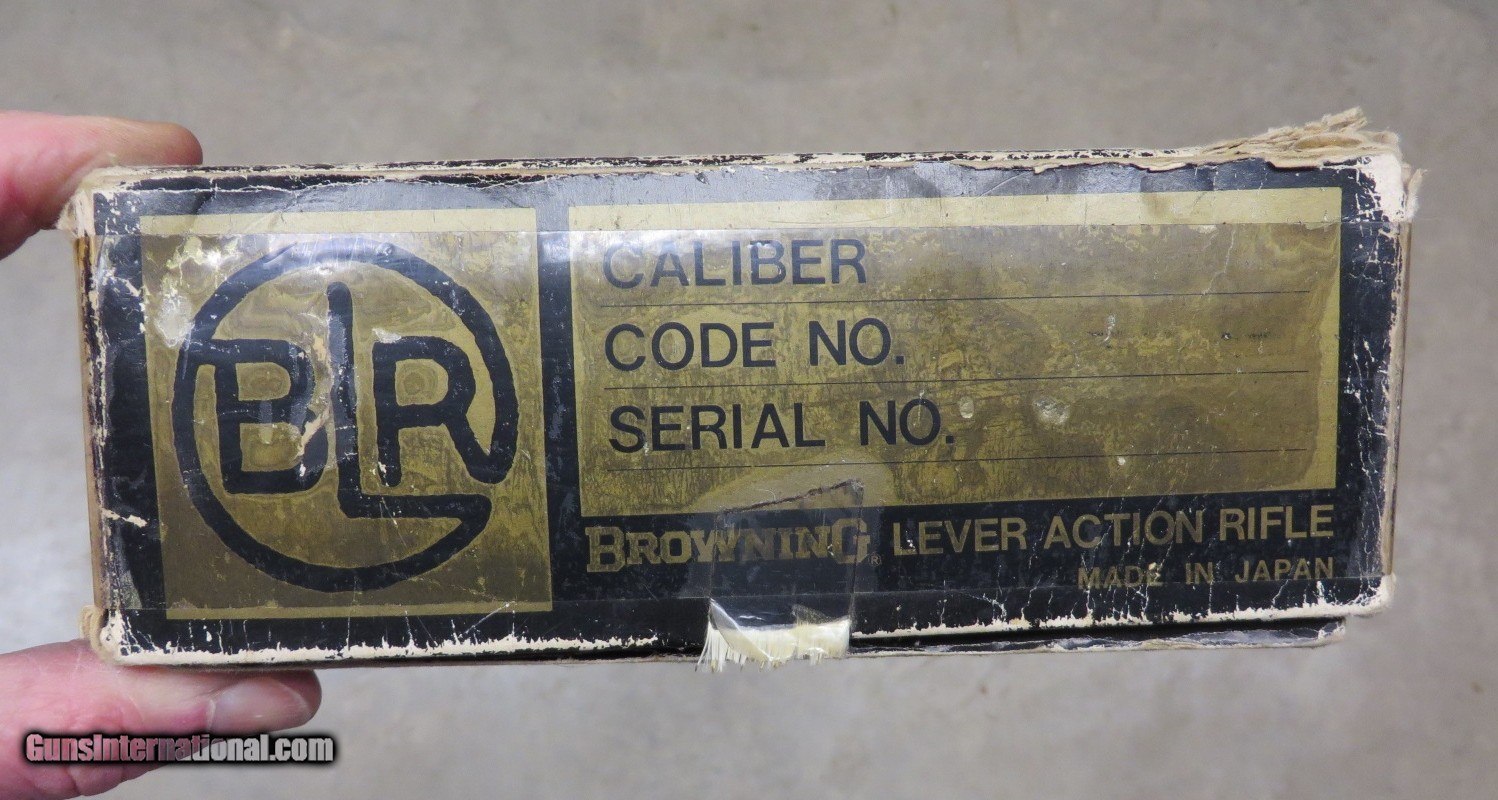 BLR
CALIBER
CODE NO.
SERIAL NO.
BROWNING® LEVER ACTION RIFLE
MADE IN JAPAN
GunsInternational.com